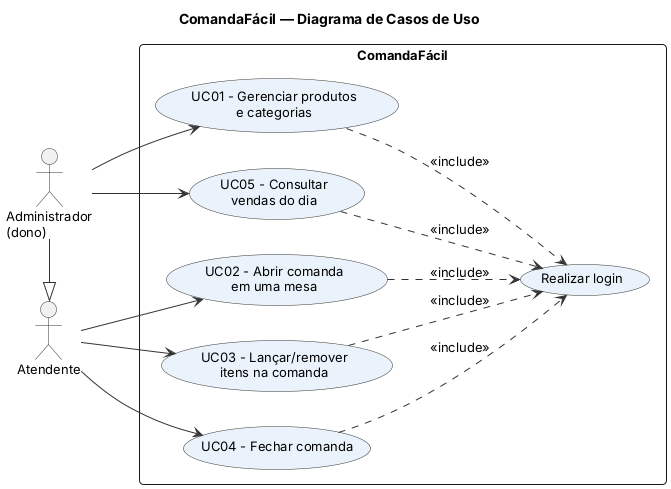 ComandaFácil — Diagrama de Casos de Uso
ComandaFácil
UC01 - Gerenciar produtos
e categorias
«include»
UC05 - Consultar
vendas do dia
Administrador
(dono)
«include»
UC02 - Abrir comanda
em uma mesa
«include»
Realizar login
«include»
UC03 - Lançar/remover
itens na comanda
«include»
Atendente
UC04 - Fechar comanda